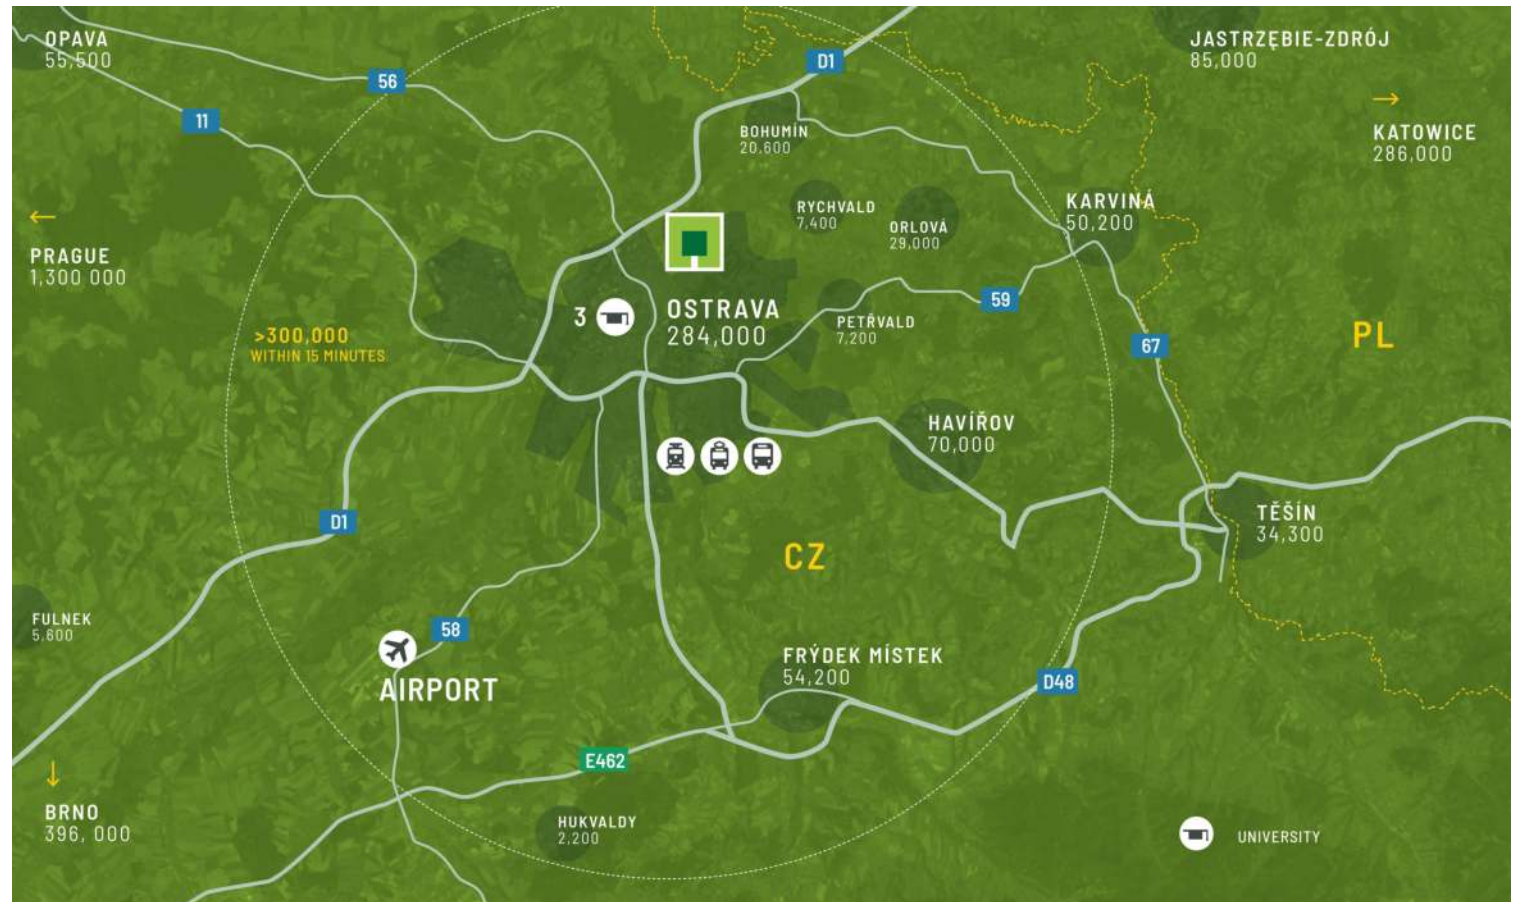 OPAVA
55,500
JASTRZĘBIE-ZDRÓJ
85,000
D1
56
11
→
KATOWICE
286,000
BOHUMÍN
20,600
RYCHVALD
7,400
ORLOVÁ
29,000
KARVINÁ
50,200
←
PRAGUE
1,300 000
OSTRAVA
284,000
3
59
PETŘVALD
7,200
>300,000
WITHIN 15 MINUTES
67
PL
HAVÍŘOV
70,000
D1
TĚŠÍN
34,300
CZ
FULNEK
5,600
58
AIRPORT
FRÝDEK MÍSTEK
54,200
D48
E462
↓
BRNO
396, 000
HUKVALDY
2,200
UNIVERSITY